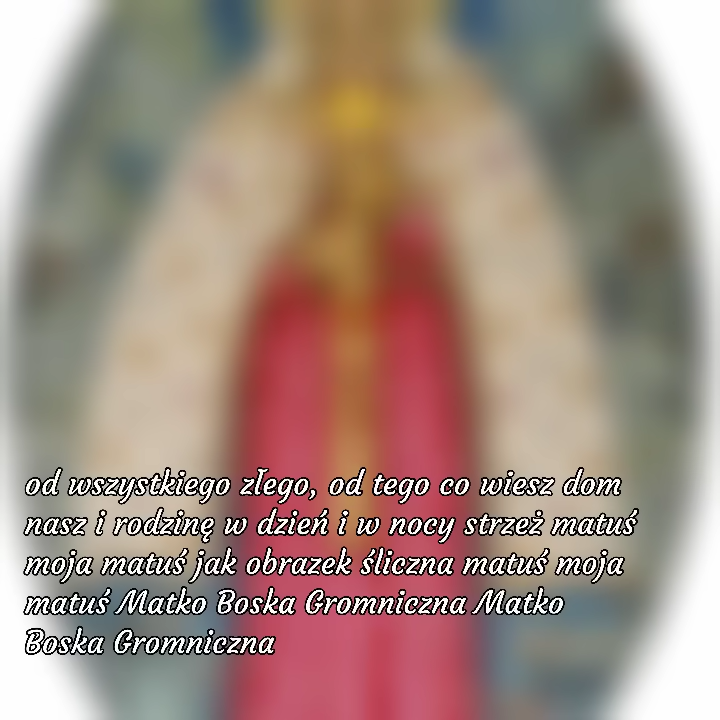 od wszystkiego złego, od tego co wiesz dom
nasz i rodzinę w dzień i w nocy strzeż matuś
moja matuś jak obrazek śliczna matuś moja
matuś Matko Boska Gromniczna Matko
Boska Gromniczna